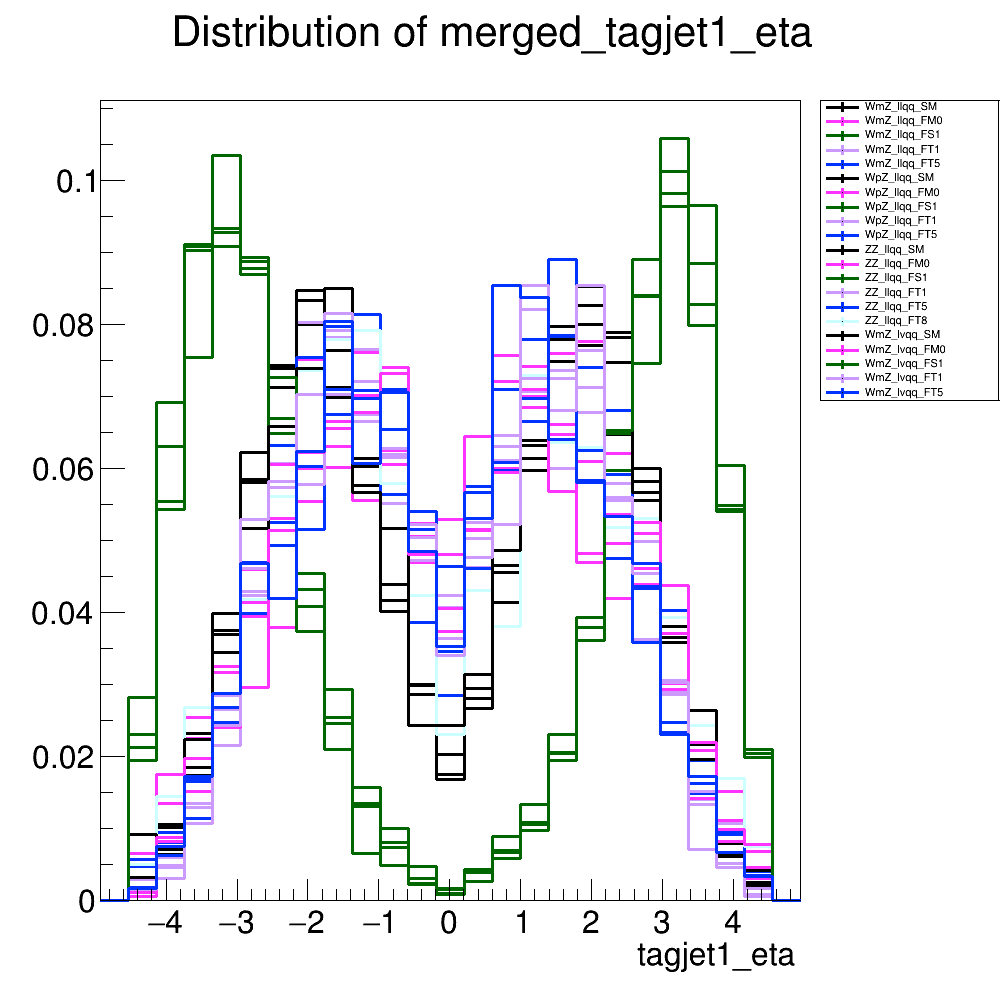 Distribution of merged_tagjet1_eta
WmZ_llqq_SM
WmZ_llqq_FM0
WmZ_llqq_FS1
WmZ_llqq_FT1
WmZ_llqq_FT5
WpZ_llqq_SM
WpZ_llqq_FM0
WpZ_llqq_FS1
WpZ_llqq_FT1
WpZ_llqq_FT5
ZZ_llqq_SM
ZZ_llqq_FM0
ZZ_llqq_FS1
ZZ_llqq_FT1
ZZ_llqq_FT5
ZZ_llqq_FT8
WmZ_lvqq_SM
WmZ_lvqq_FM0
WmZ_lvqq_FS1
WmZ_lvqq_FT1
WmZ_lvqq_FT5
0.1
0.08
0.06
0.04
0.02
0
−4 −3 −2 −1 0 1 2 3 4
tagjet1_eta